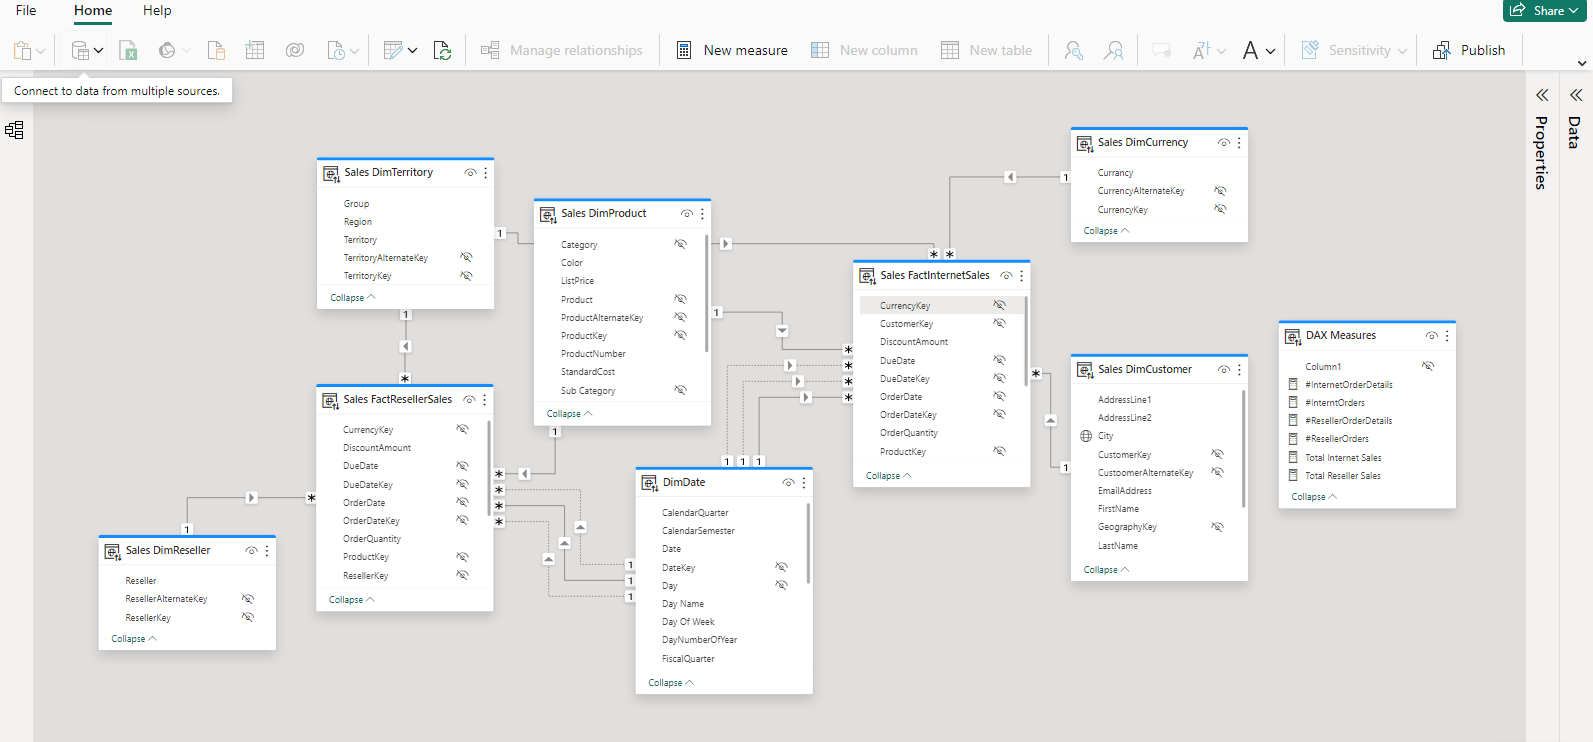 File
Home
Help
Share
Manage relationships
New measure
New column
New table
Sensitivity
Publish
Connect to data from multiple sources.
Properties
Data
Sales DimTerritory
Group
Region
Territory
TerritoryAlternateKey
TerritoryKey
Collapse
1
1
*
Sales DimProduct
Category
Color
ListPrice
Product
ProductAlternateKey
ProductKey
ProductNumber
StandardCost
Sub Category
Collapse
1
1
Sales DimCurrency
Currancy
CurrencyAlternateKey
CurrencyKey
Collapse
1
* *
Sales FactInternetSales
CurrencyKey
CustomerKey
DiscountAmount
DueDate
DueDateKey
OrderDate
OrderDateKey
OrderQuantity
ProductKey
Collapse
*
*
*
*
*
DAX Measures
Column1
#InternetOrderDetails
#InterntOrders
#ResellerOrderDetails
#ResellerOrders
Total Internet Sales
Total Reseller Sales
Collapse
Sales DimCustomer
AddressLine1
AddressLine2
City
CustomerKey
CustoomerAlternateKey
EmailAddress
FirstName
GeographyKey
LastName
Collapse
1
Sales FactResellerSales
CurrencyKey
DiscountAmount
DueDate
DueDateKey
OrderDate
OrderDateKey
OrderQuantity
ProductKey
ResellerKey
Collapse
*
*
*
*
*
1 1 1
DimDate
CalendarQuarter
CalendarSemester
Date
DateKey
Day
Day Name
Day Of Week
DayNumberOfYear
FiscalQuarter
Collapse
1
1
1
1
Sales DimReseller
Reseller
ResellerAlternateKey
ResellerKey
Collapse